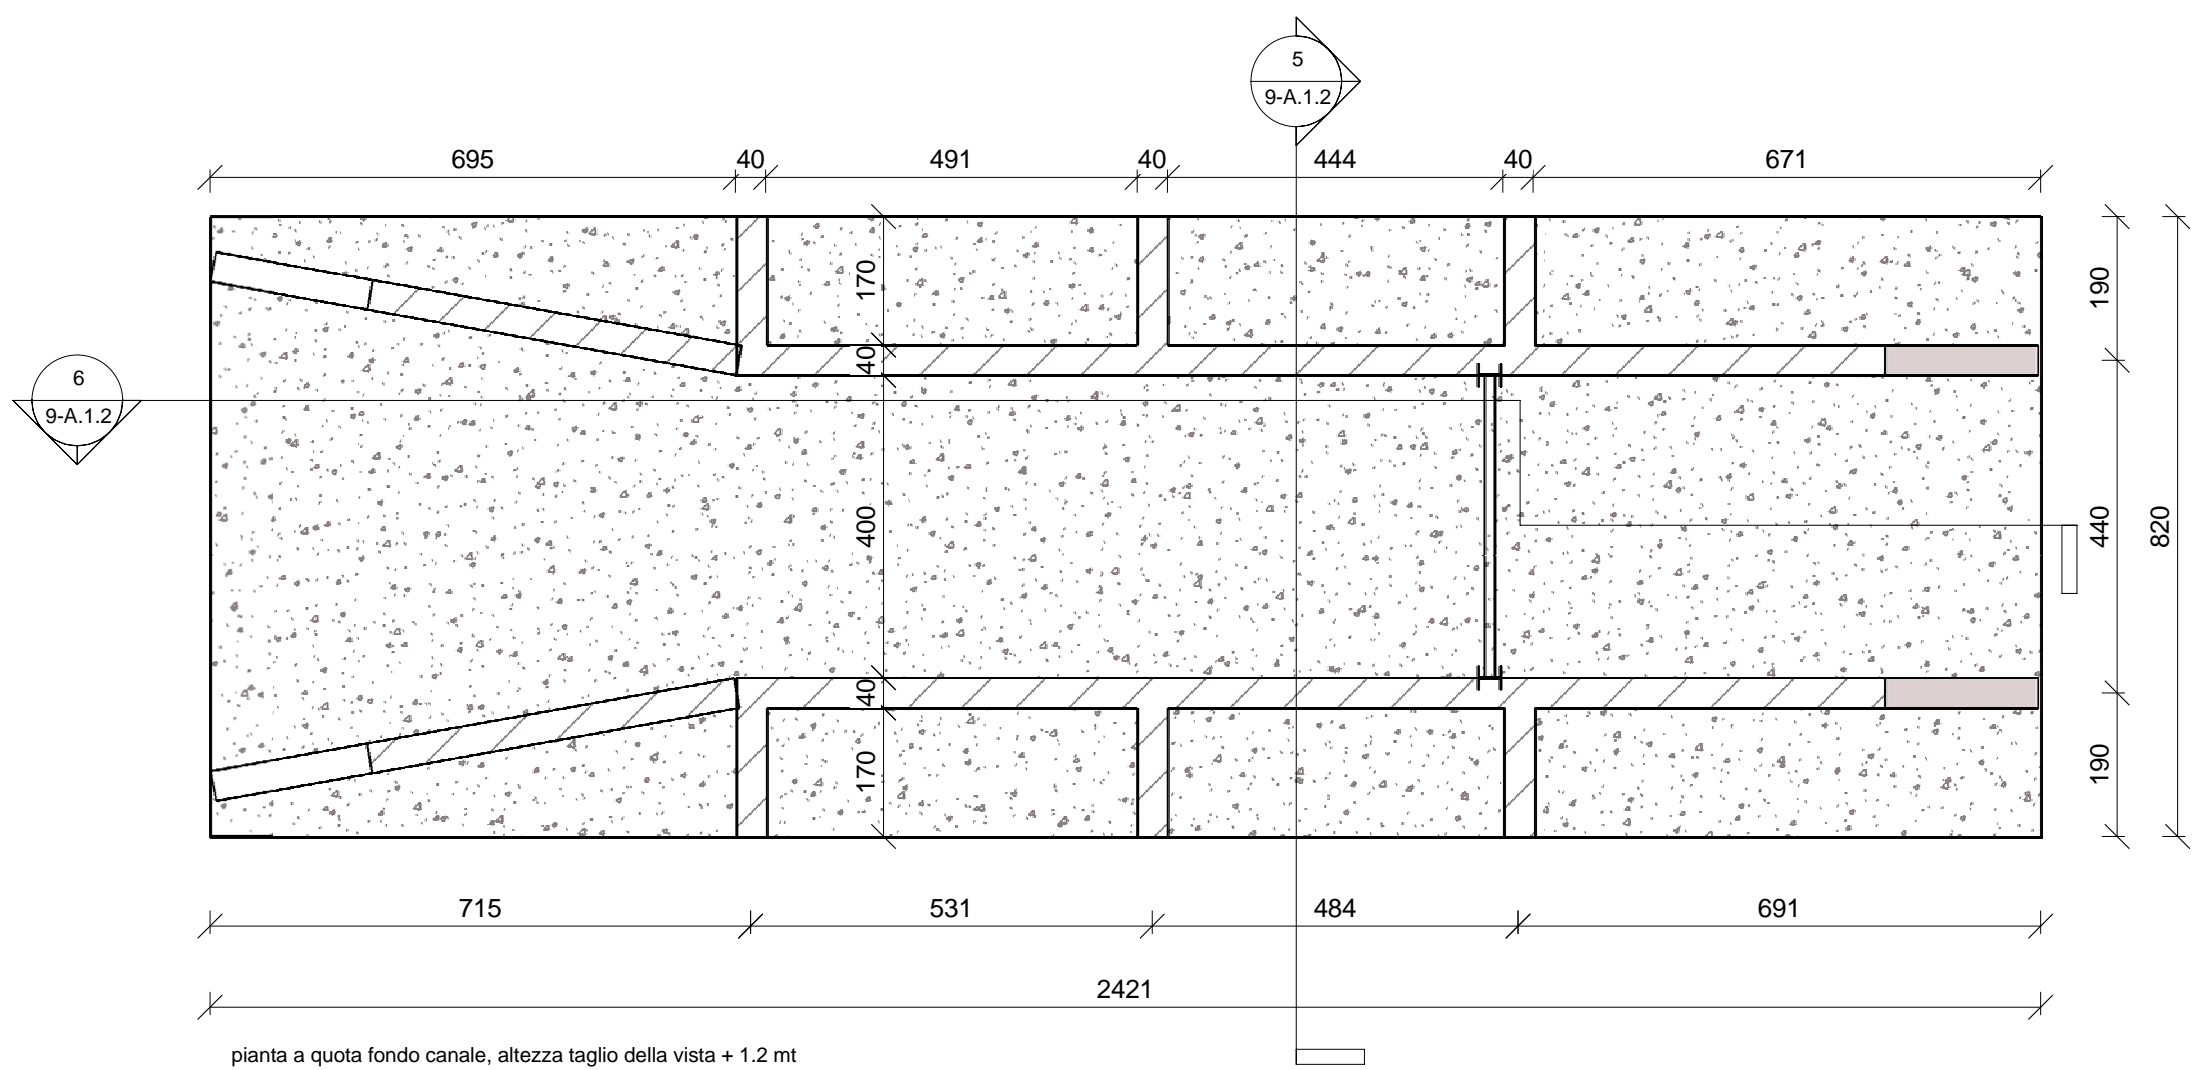 5
9-A.1.2
695 40 491 40 444 40 671
170
190
40
6
9-A.1.2
400
440
820
40
170
190
715 531 484 691
2421
pianta a quota fondo canale, altezza taglio della vista + 1.2 mt